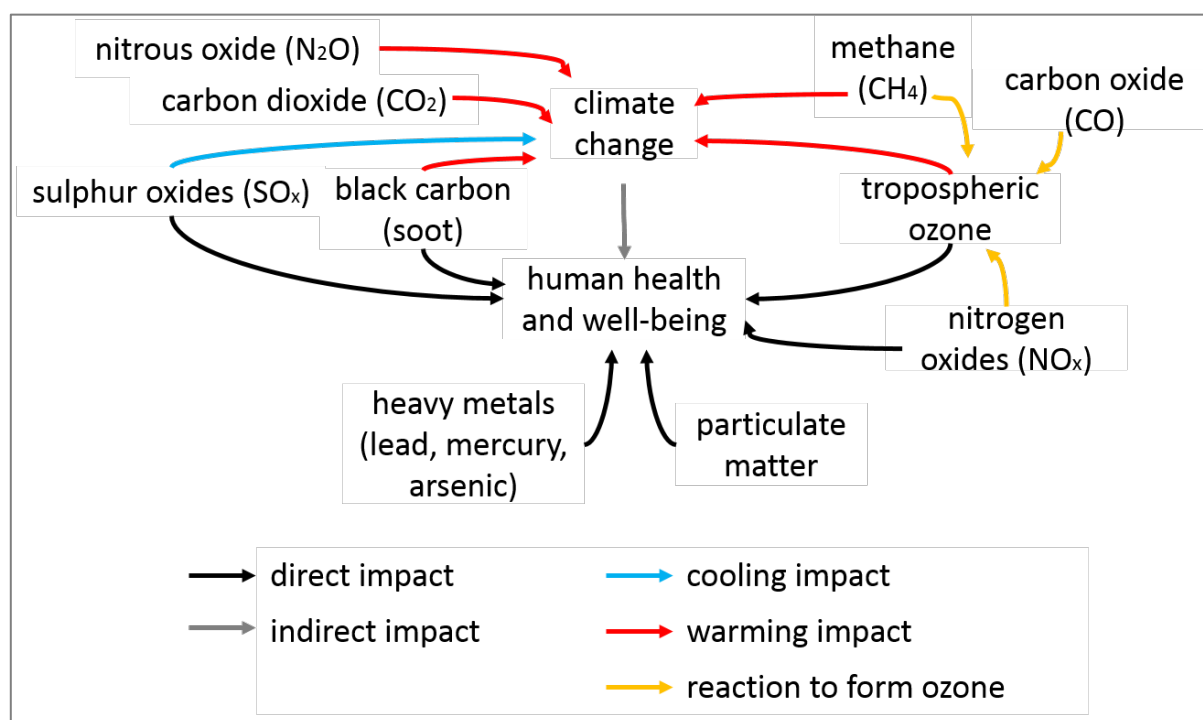 nitrous oxide (N₂O)
carbon dioxide (CO₂)
climate
change
methane
(CH₄)
carbon oxide
(CO)
sulphur oxides (SOₓ)
black carbon
(soot)
tropospheric
ozone
human health
and well-being
nitrogen
oxides (NOₓ)
heavy metals
(lead, mercury,
arsenic)
particulate
matter
direct impact
indirect impact
cooling impact
warming impact
reaction to form ozone